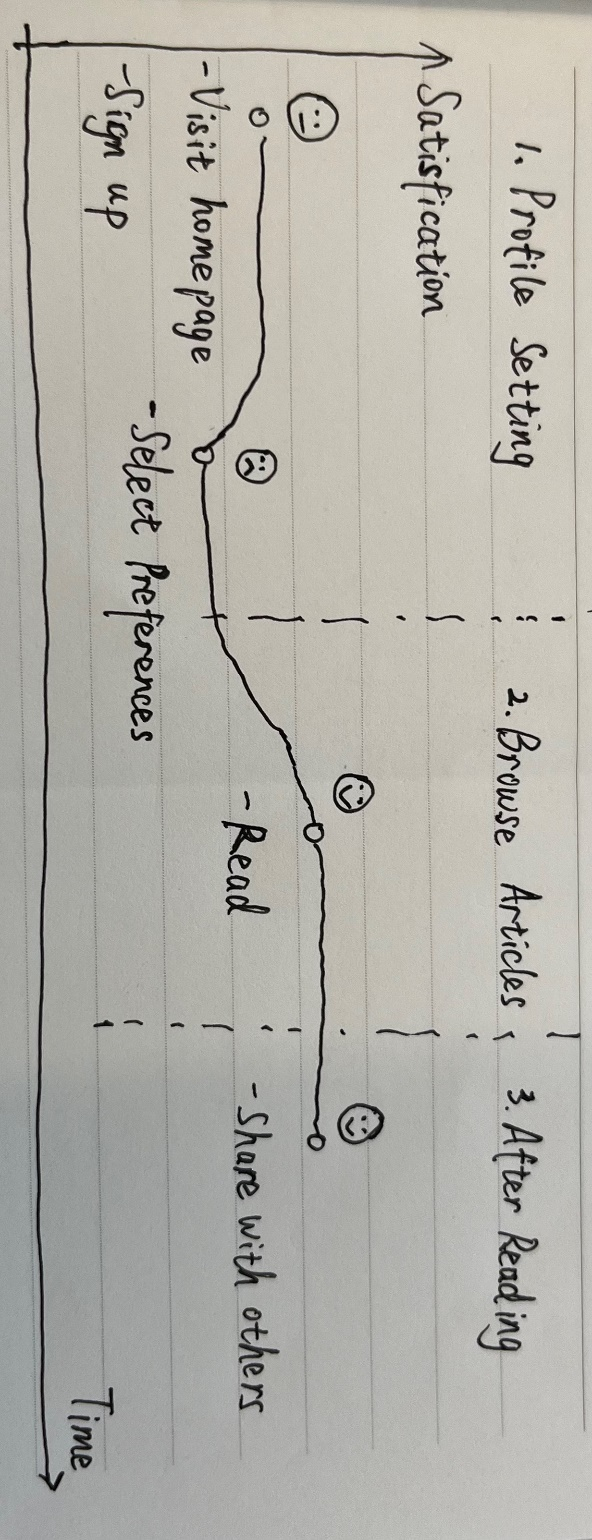 1. Profile Setting
2. Browse Articles
3. After Reading
Satisfication
- Visit homepage
- Sign up
- Select Preferences
- Read
- Share with others
Time